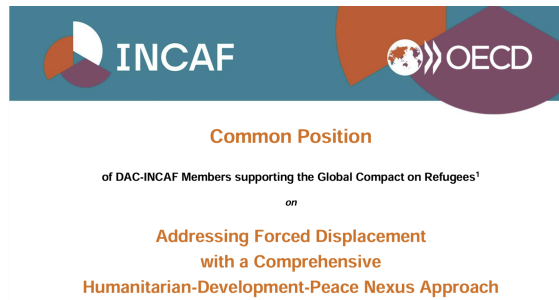 INCAF
OECD
Common Position
of DAC-INCAF Members supporting the Global Compact on Refugees¹
on
Addressing Forced Displacement
with a Comprehensive
Humanitarian-Development-Peace Nexus Approach